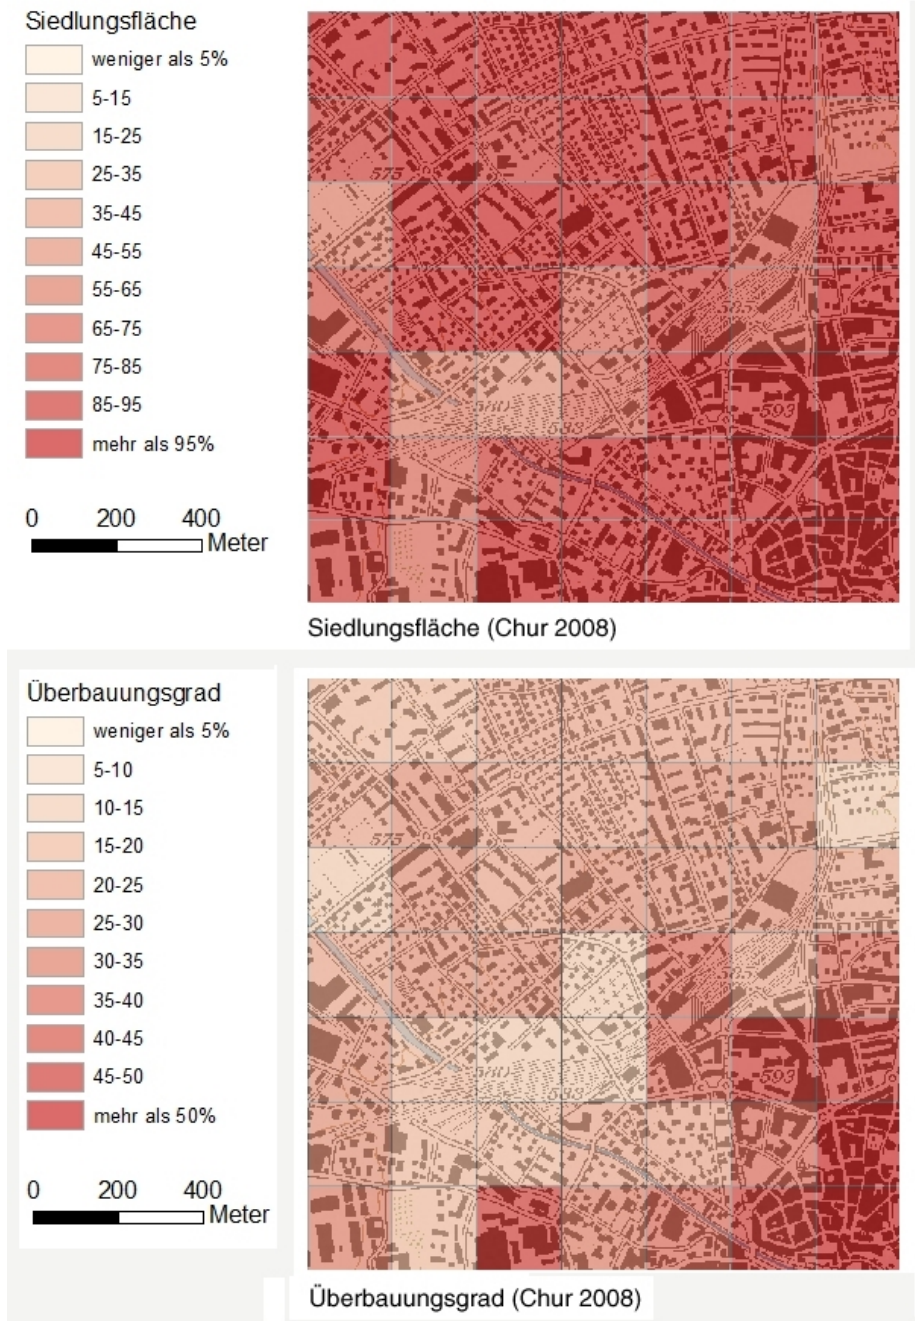 Siedlungsfläche
weniger als 5%
5-15
15-25
25-35
35-45
45-55
55-65
65-75
75-85
85-95
mehr als 95%
0 200 400
Meter
575
580
593
Siedlungsfläche (Chur 2008)
Überbauungsgrad
weniger als 5%
5-10
10-15
15-20
20-25
25-30
30-35
35-40
40-45
45-50
mehr als 50%
0 200 400
Meter
575
580
593
Überbauungsgrad (Chur 2008)